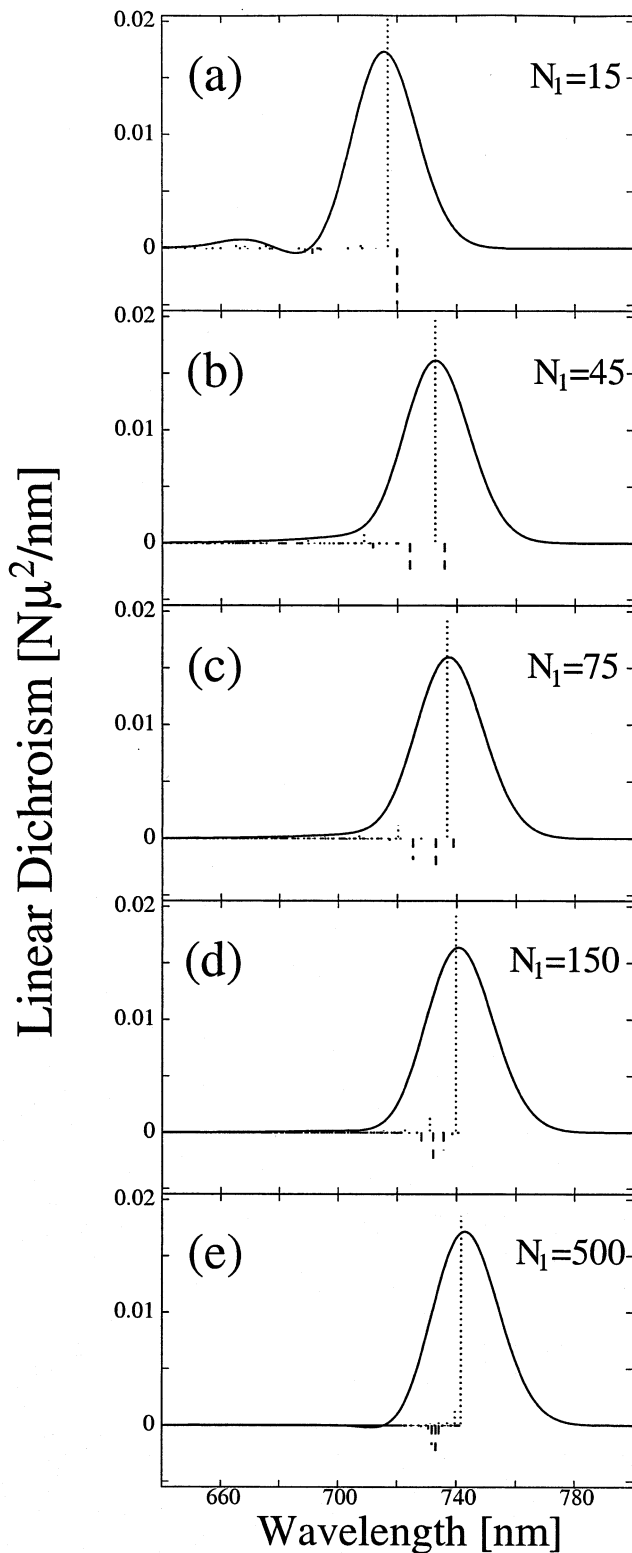 Linear Dichroism [Nμ²/nm]
0.02
(a)
N₁=15
0.01
0
0.02
(b)
N₁=45
0.01
0
0.02
(c)
N₁=75
0.01
0
0.02
(d)
N₁=150
0.01
0
0.02
(e)
N₁=500
0.01
0
660 700 740 780
Wavelength [nm]